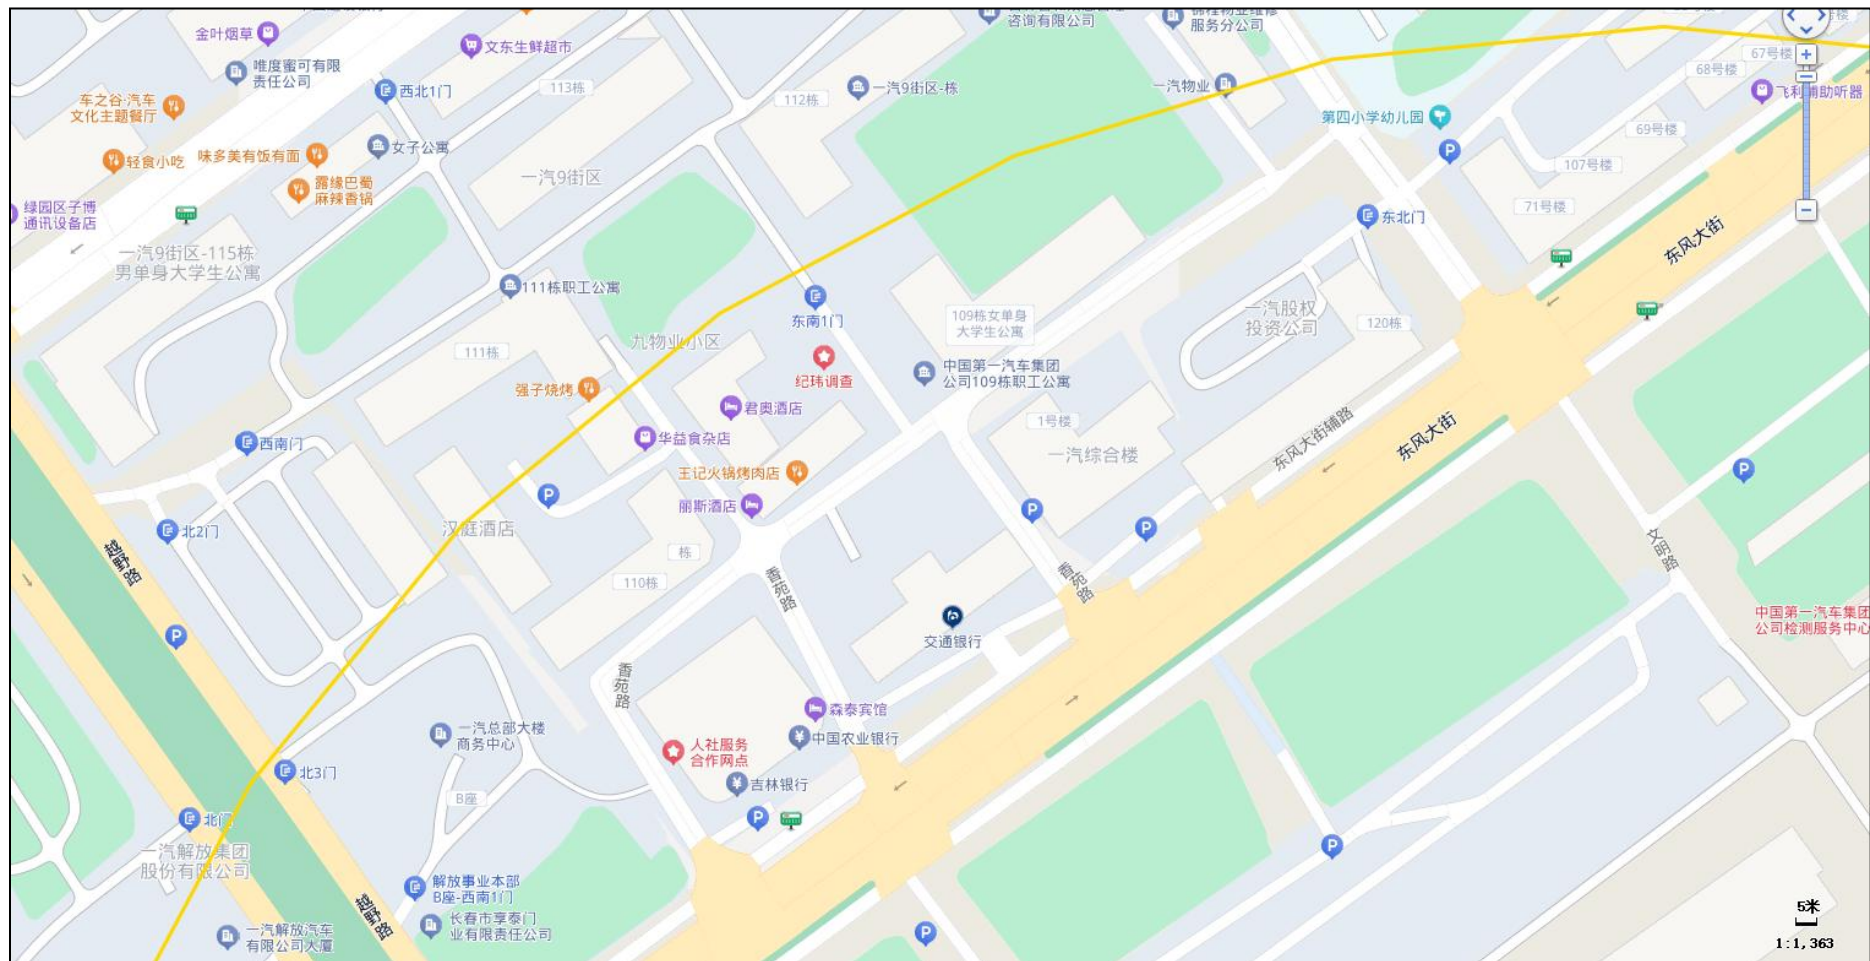 金叶烟草
唯度蜜可有限
责任公司
文东生鲜超市
咨询有限公司
服务分公司
67号楼
68号楼
西北1门
113栋
112栋
一汽9街区-栋
一汽物业
飞利浦助听器
车之谷·汽车
文化主题餐厅
第四小学幼儿园
69号楼
轻食小吃
味多美有饭有面
女子公寓
107号楼
露缘巴蜀
麻辣香锅
一汽9街区
绿园区子博
通讯设备店
71号楼
东北门
东风大街
一汽9街区-115栋
男单身大学生公寓
111栋职工公寓
东南1门
109栋女单身
大学生公寓
一汽股权
投资公司
120栋
九物业小区
111栋
纪玮调查
中国第一汽车集团
公司109栋职工公寓
强子烧烤
君奥酒店
1号楼
东风大街辅路
东风大街
西南门
华益食杂店
一汽综合楼
王记火锅烤肉店
P
P
丽斯酒店
P
P
汉庭酒店
北2门
越野路
栋
110栋
香苑路
香苑路
文明路
中国第一汽车集团
公司检测服务中心
交通银行
P
P
香苑路
森泰宾馆
一汽总部大楼
商务中心
中国农业银行
人社服务
合作网点
北3门
吉林银行
B座
北门
P
P
一汽解放集团
股份有限公司
解放事业本部
B座-西南1门
越野路
长春市享泰门
业有限责任公司
一汽解放汽车
有限公司大厦
P
5米
1:1,363